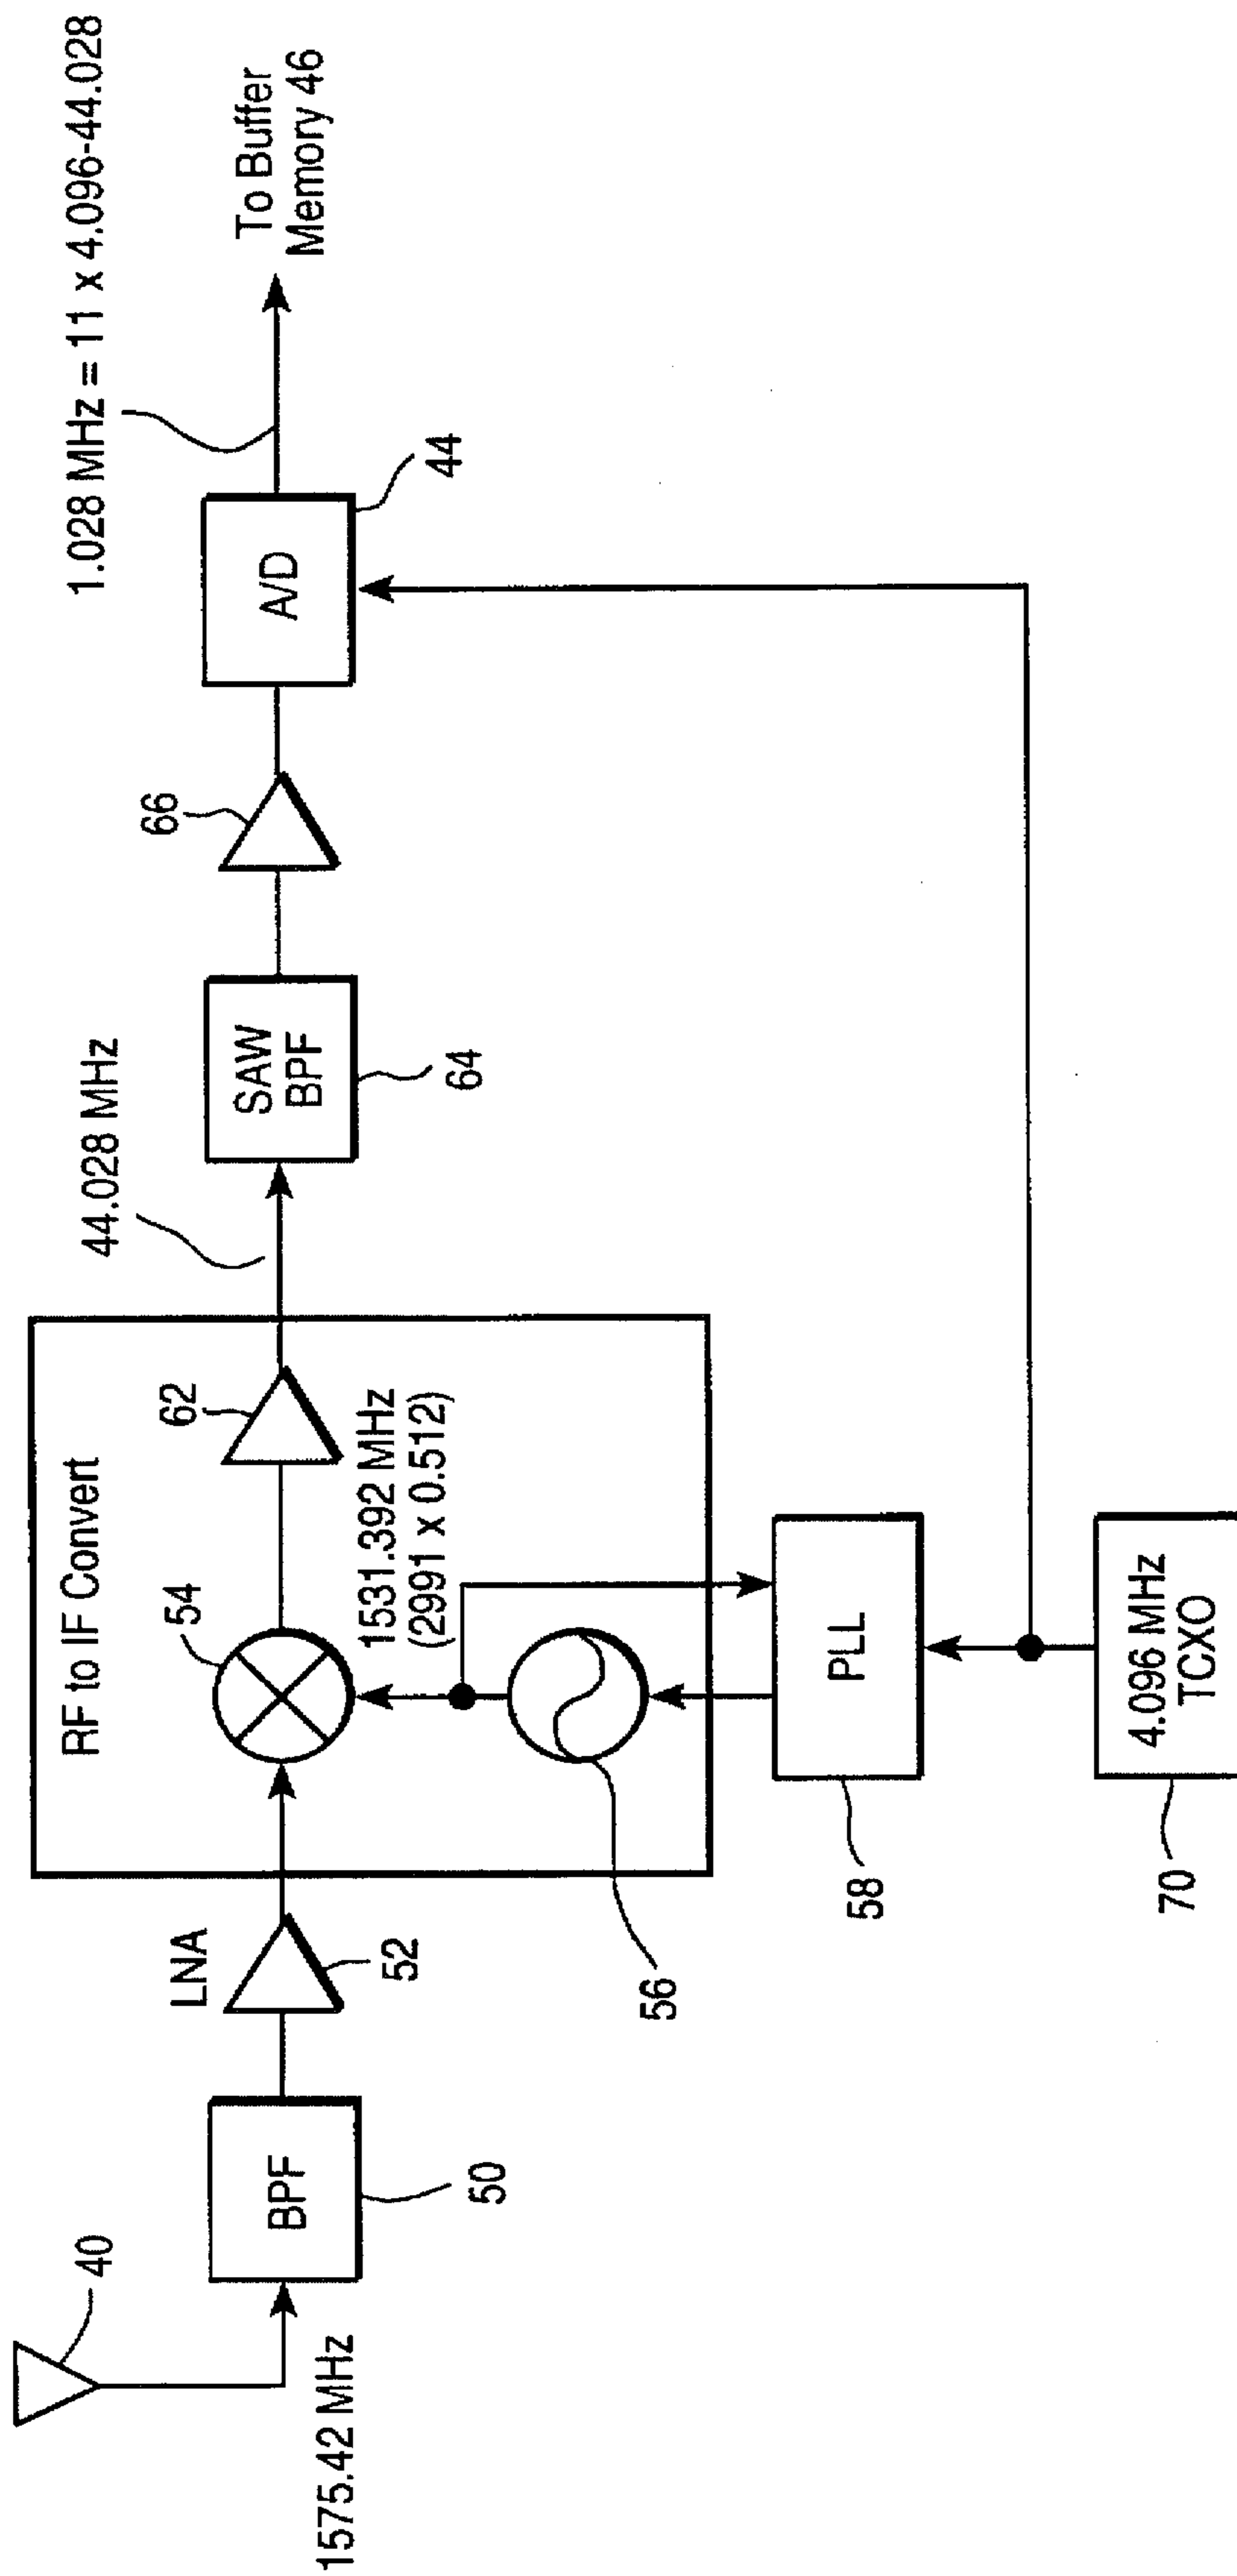 40
1575.42 MHz
BPF
50
LNA
52
RF to IF Convert
54
62
1531.392 MHz
(2991 x 0.512)
56
PLL
58
4.096 MHz
TCXO
70
44.028 MHz
SAW
BPF
64
66
A/D
44
1.028 MHz = 11 x 4.096-44.028
To Buffer
Memory 46